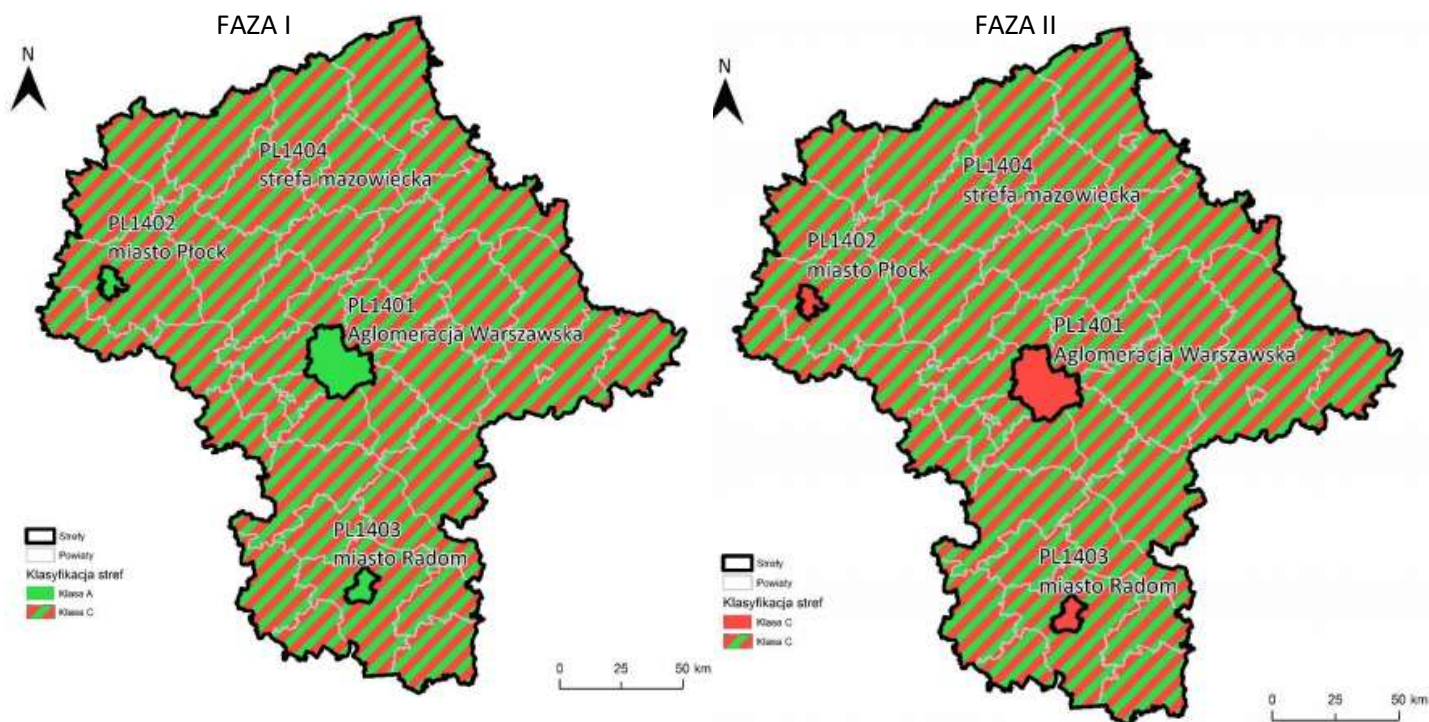 FAZA I
N
PL1404
strefa mazowiecka
PL1402
miasto Płock
PL1401
Aglomeracja Warszawska
PL1403
miasto Radom
Strefy
Powiaty
Klasyfikacja stref
Klasa A
Klasa C
0 25 50 km
FAZA II
N
PL1404
strefa mazowiecka
PL1402
miasto Płock
PL1401
Aglomeracja Warszawska
PL1403
miasto Radom
Strefy
Powiaty
Klasyfikacja stref
Klasa C
Klasa C
0 25 50 km